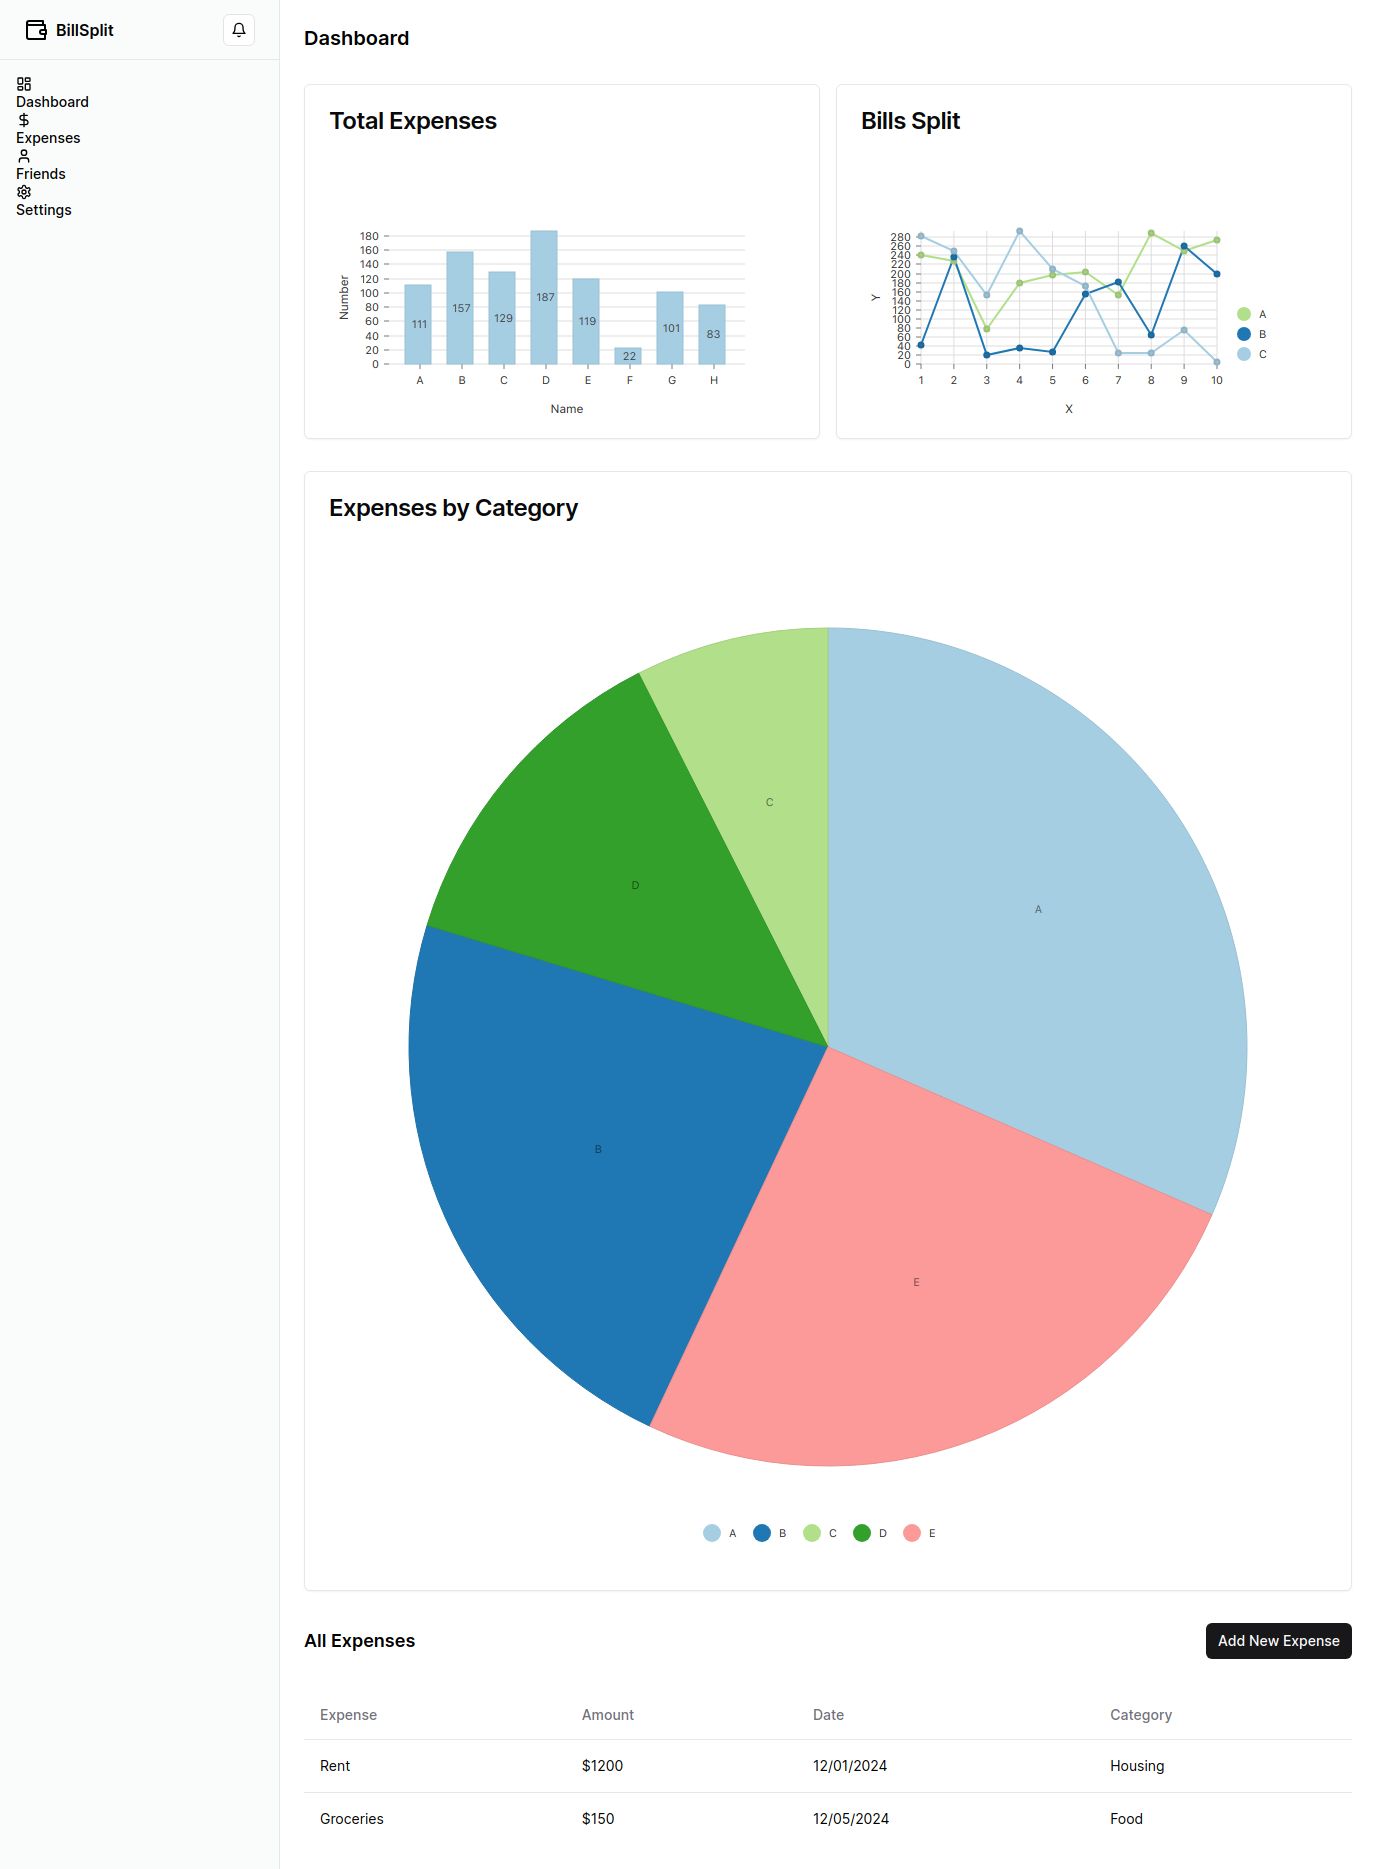 BillSplit
Dashboard
Expenses
Friends
Settings
Dashboard
Total Expenses
180
160
140
120
100
80
60
40
20
0
Number
111
157
129
187
119
22
101
83
A B C D E F G H
Name
Bills Split
280
260
240
220
200
180
160
140
120
100
80
60
40
20
0
Y
1 2 3 4 5 6 7 8 9 10
X
A
B
C
Expenses by Category
C
D
A
B
E
A B C D E
All Expenses
Add New Expense
Expense Amount Date Category
Rent $1200 12/01/2024 Housing
Groceries $150 12/05/2024 Food